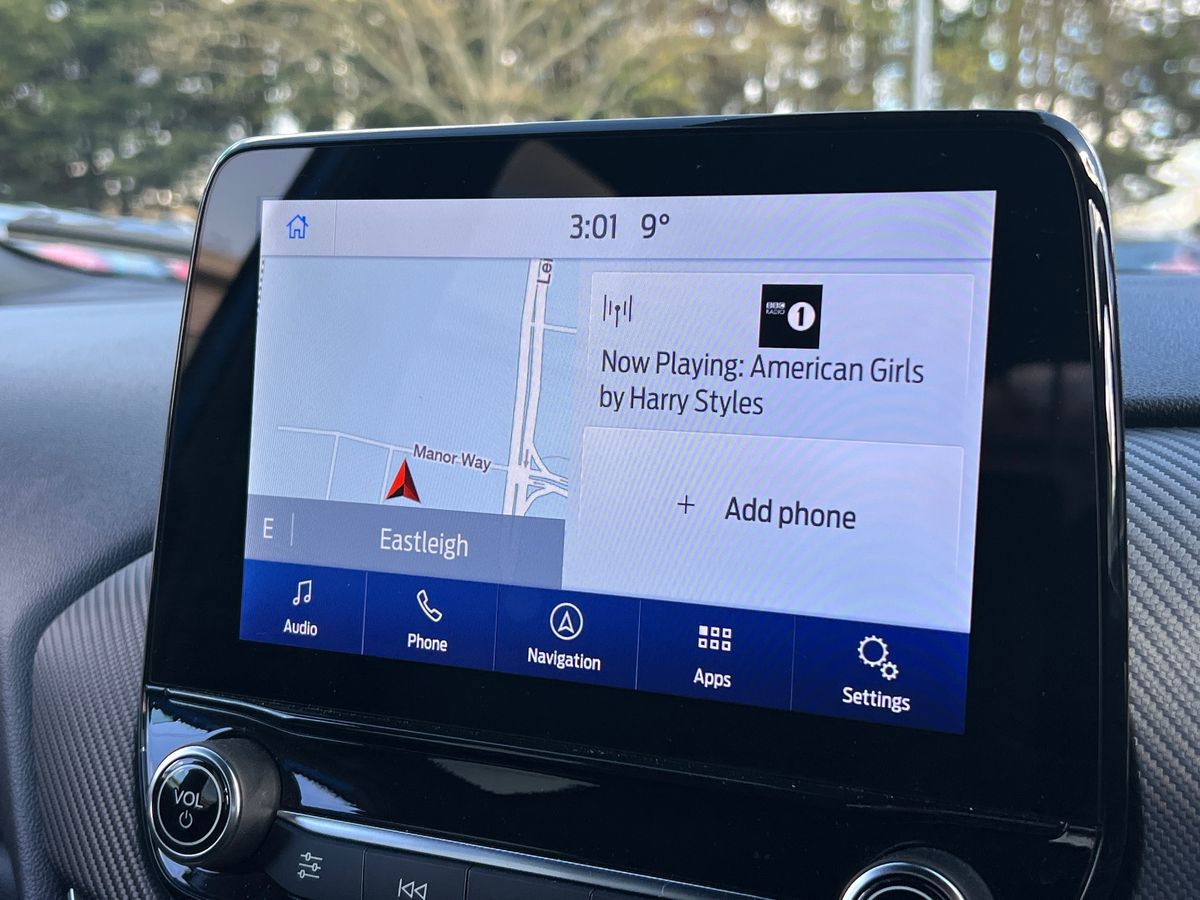 3:01 9°
Lei
BBC
RADIO 1
Now Playing: American Girls
by Harry Styles
Manor Way
+ Add phone
E Eastleigh
Audio
Phone
Navigation
Apps
Settings
VOL